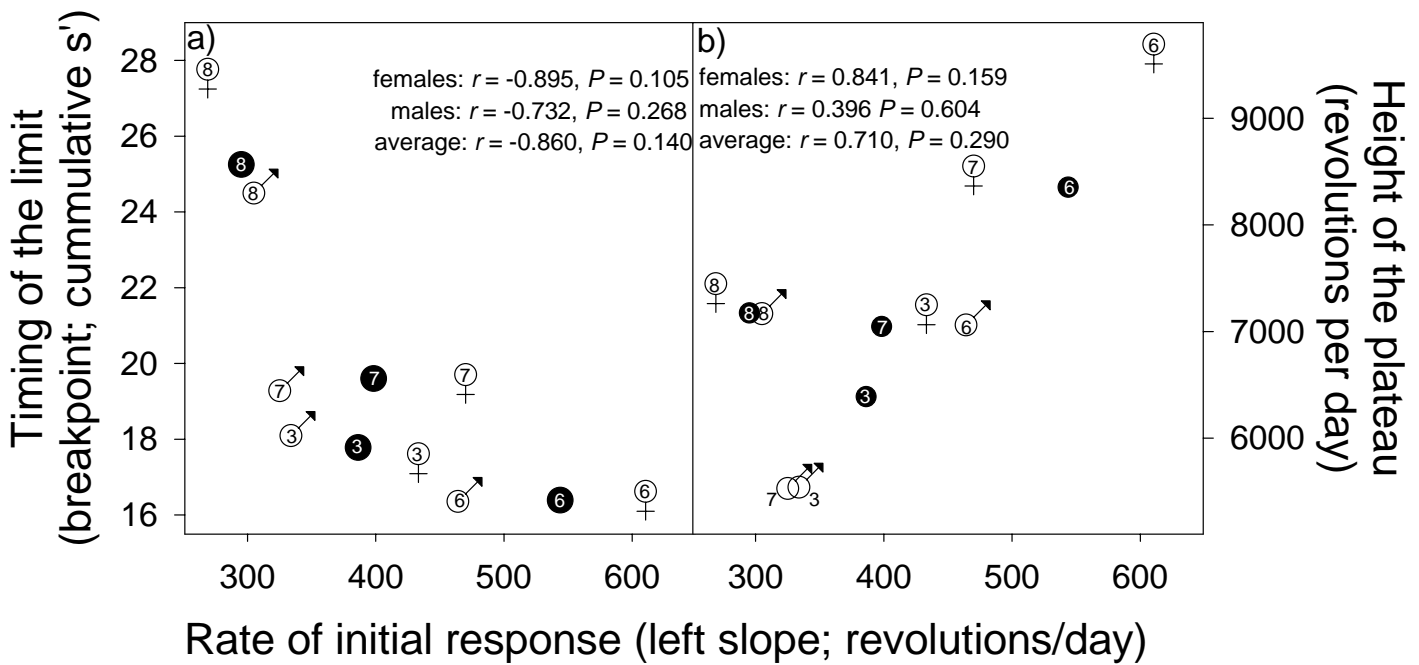 a)
females: r = -0.895, P = 0.105
males: r = -0.732, P = 0.268
average: r = -0.860, P = 0.140
b)
females: r = 0.841, P = 0.159
males: r = 0.396 P = 0.604
average: r = 0.710, P = 0.290
Timing of the limit
(breakpoint; cummulative s')
28
26
24
22
20
18
16
8
8
8
7
7
7
3
3
3
6
6
6
6
7
6
8
8
8
3
7
6
3
7
3
9000
8000
7000
6000
Height of the plateau
(revolutions per day)
300 400 500 600 300 400 500 600
Rate of initial response (left slope; revolutions/day)